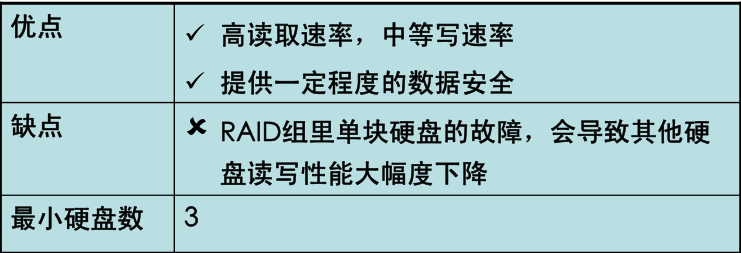 优点
✓ 高读取速率，中等写速率
✓ 提供一定程度的数据安全
缺点
✘ RAID组里单块硬盘的故障，会导致其他硬
盘读写性能大幅度下降
最小硬盘数
3